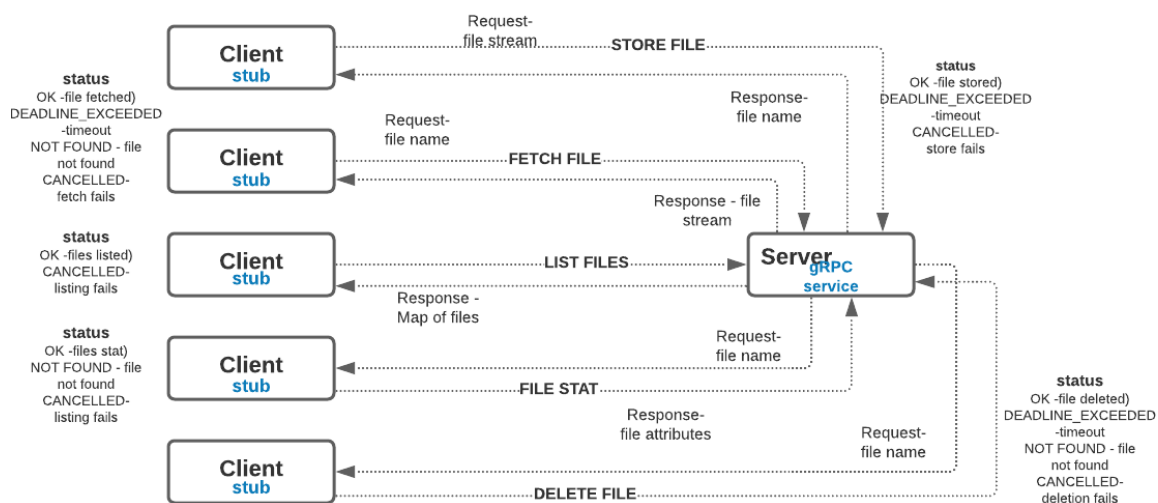 Request-
file stream
STORE FILE
Client
stub
Response-
file name
status
OK -file stored)
DEADLINE_EXCEEDED
-timeout
CANCELLED-
store fails
status
OK -file fetched)
DEADLINE_EXCEEDED
-timeout
NOT FOUND - file
not found
CANCELLED-
fetch fails
Request-
file name
FETCH FILE
Client
stub
Response - file
stream
status
OK -files listed)
CANCELLED-
listing fails
Client
stub
LIST FILES
Response -
Map of files
Server
gRPC
service
status
OK -files stat)
NOT FOUND - file
not found
CANCELLED-
listing fails
Client
stub
Request-
file name
FILE STAT
Response-
file attributes
Client
stub
Request-
file name
DELETE FILE
status
OK -file deleted)
DEADLINE_EXCEEDED
-timeout
NOT FOUND - file
not found
CANCELLED-
deletion fails